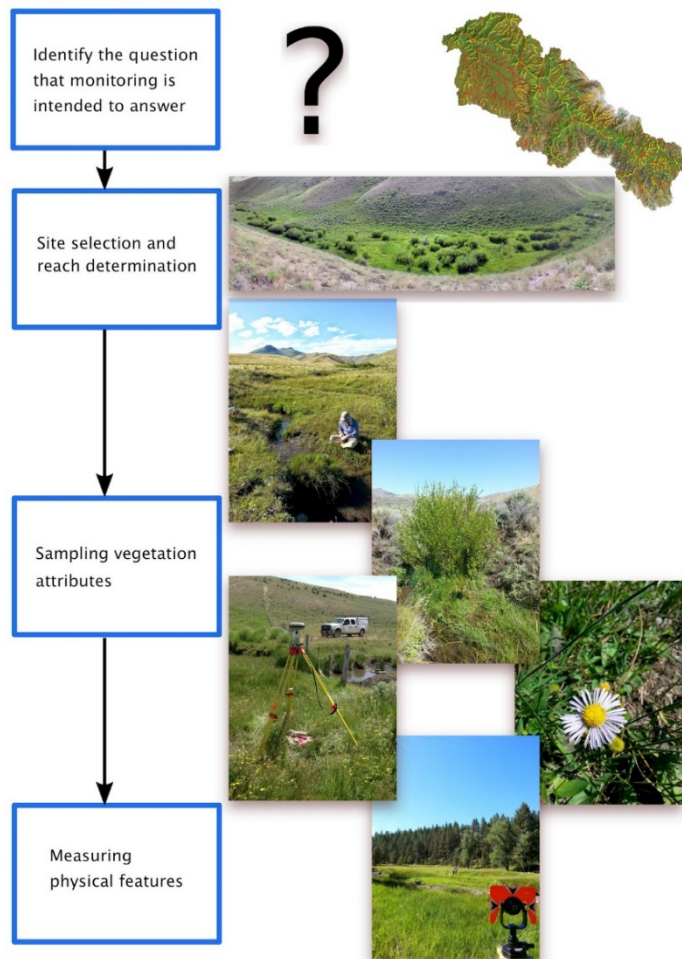 Identify the question
that monitoring is
intended to answer
?
Site selection and
reach determination
Sampling vegetation
attributes
Measuring
physical features